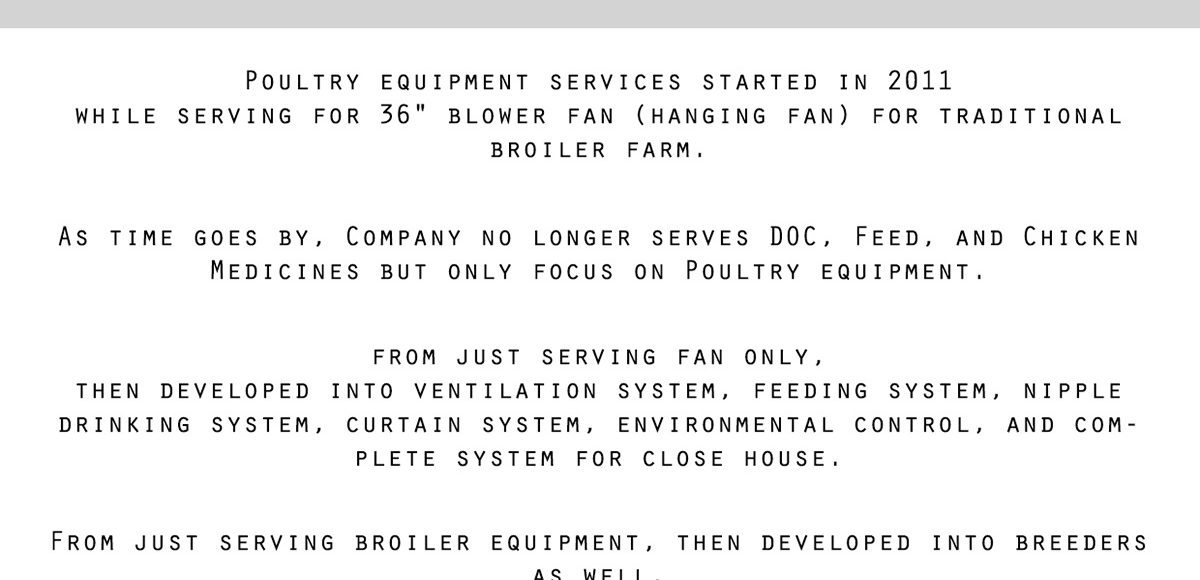 Poultry equipment services started in 2011
while serving for 36" blower fan (hanging fan) for traditional
broiler farm.
As time goes by, Company no longer serves DOC, Feed, and Chicken
Medicines but only focus on Poultry equipment.
from just serving fan only,
then developed into ventilation system, feeding system, nipple
drinking system, curtain system, environmental control, and com-
plete system for close house.
From just serving broiler equipment, then developed into breeders
as well.